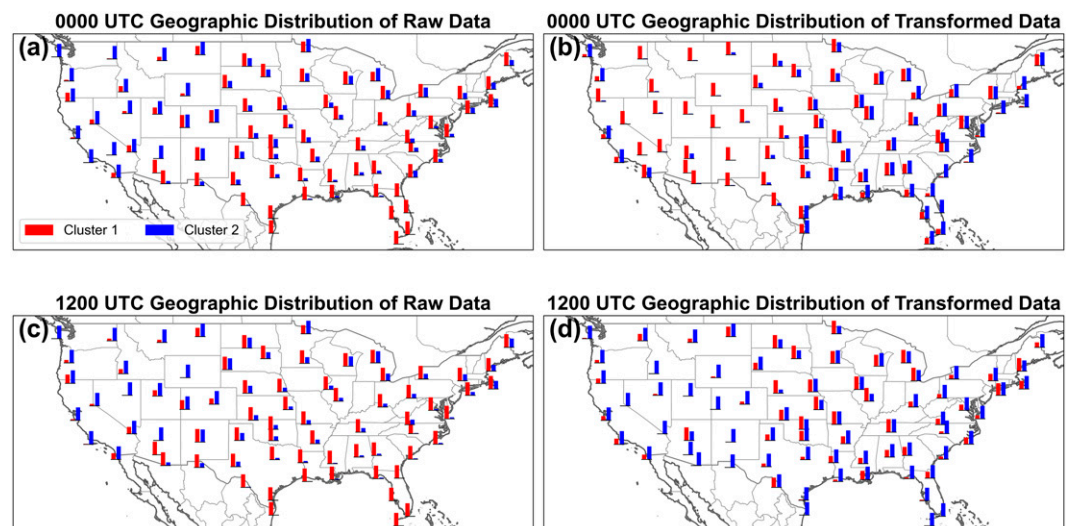 0000 UTC Geographic Distribution of Raw Data
(a)
Cluster 1
Cluster 2
0000 UTC Geographic Distribution of Transformed Data
(b)
1200 UTC Geographic Distribution of Raw Data
(c)
1200 UTC Geographic Distribution of Transformed Data
(d)